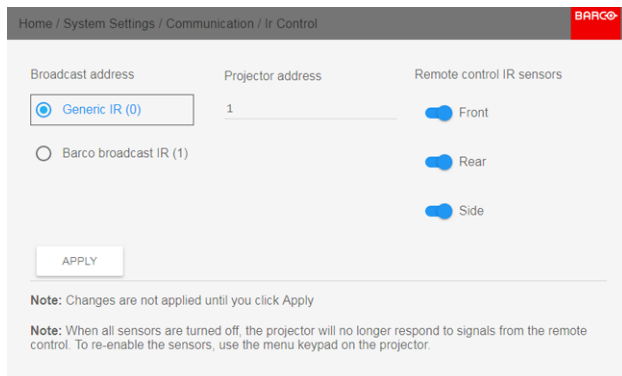 Home / System Settings / Communication / Ir Control
BARCO
Broadcast address
Projector address
Remote control IR sensors
Generic IR (0)
1
Front
Barco broadcast IR (1)
Rear
Side
APPLY
Note: Changes are not applied until you click Apply
Note: When all sensors are turned off, the projector will no longer respond to signals from the remote
control. To re-enable the sensors, use the menu keypad on the projector.